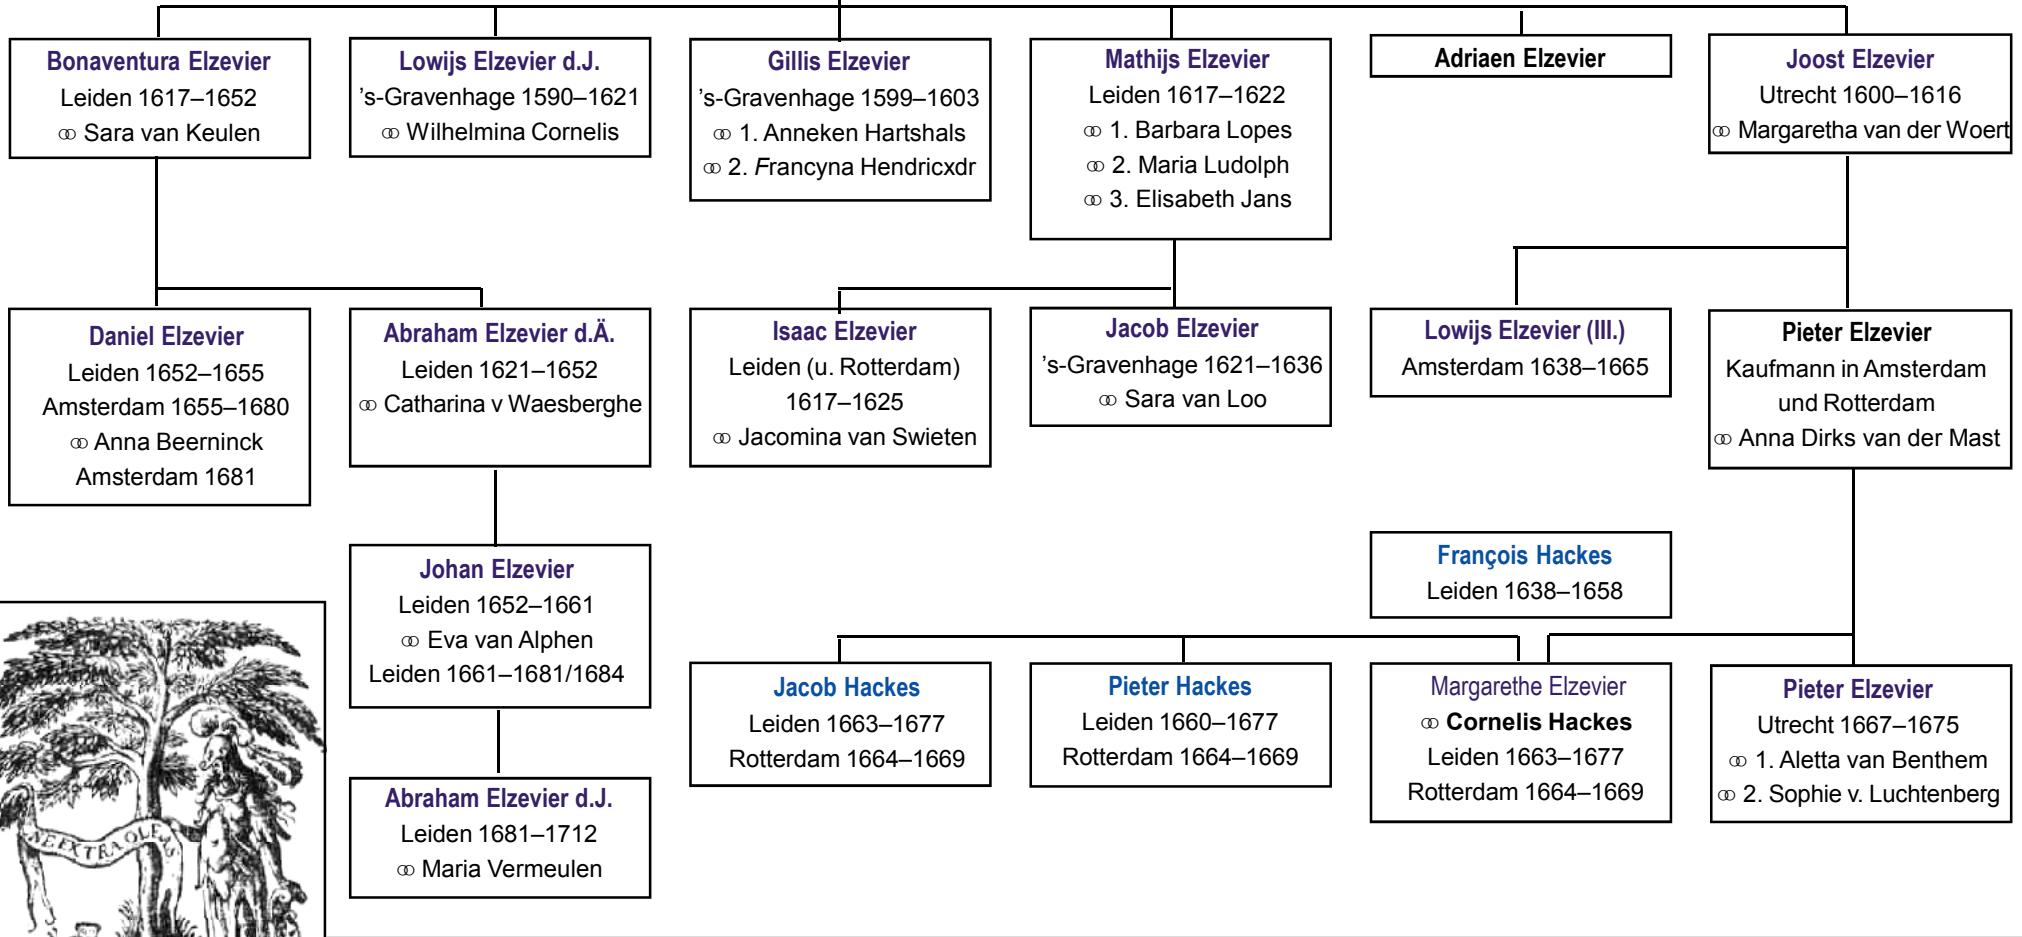 Bonaventura Elzevier
Leiden 1617–1652
⚭ Sara van Keulen
Lowijs Elzevier d.J.
’s-Gravenhage 1590–1621
⚭ Wilhelmina Cornelis
Gillis Elzevier
’s-Gravenhage 1599–1603
⚭ 1. Anneken Hartshals
⚭ 2. Francyna Hendricxdr
Mathijs Elzevier
Leiden 1617–1622
⚭ 1. Barbara Lopes
⚭ 2. Maria Ludolph
⚭ 3. Elisabeth Jans
Adriaen Elzevier
Joost Elzevier
Utrecht 1600–1616
⚭ Margaretha van der Woert
Daniel Elzevier
Leiden 1652–1655
Amsterdam 1655–1680
⚭ Anna Beerninck
Amsterdam 1681
Abraham Elzevier d.Ä.
Leiden 1621–1652
⚭ Catharina v Waesberghe
Isaac Elzevier
Leiden (u. Rotterdam)
1617–1625
⚭ Jacomina van Swieten
Jacob Elzevier
’s-Gravenhage 1621–1636
⚭ Sara van Loo
Lowijs Elzevier (III.)
Amsterdam 1638–1665
Pieter Elzevier
Kaufmann in Amsterdam
und Rotterdam
⚭ Anna Dirks van der Mast
Johan Elzevier
Leiden 1652–1661
⚭ Eva van Alphen
Leiden 1661–1681/1684
François Hackes
Leiden 1638–1658
Jacob Hackes
Leiden 1663–1677
Rotterdam 1664–1669
Pieter Hackes
Leiden 1660–1677
Rotterdam 1664–1669
Margarethe Elzevier
⚭ Cornelis Hackes
Leiden 1663–1677
Rotterdam 1664–1669
Pieter Elzevier
Utrecht 1667–1675
⚭ 1. Aletta van Benthem
⚭ 2. Sophie v. Luchtenberg
Abraham Elzevier d.J.
Leiden 1681–1712
⚭ Maria Vermeulen
NE EXTRA OLEAS